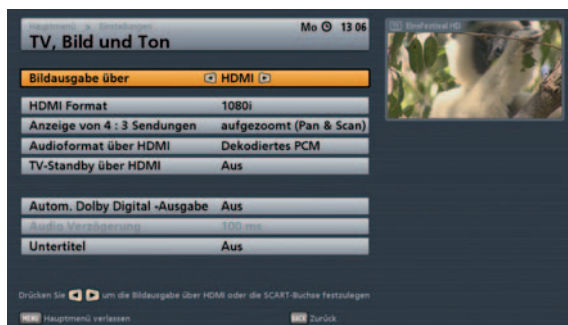 Hauptmenü > Einstellungen
TV, Bild und Ton
Mo 13 06
EinsFestival HD
Bildausgabe über HDMI
HDMI Format 1080i
Anzeige von 4 : 3 Sendungen aufgezoomt (Pan & Scan)
Audioformat über HDMI Dekodiertes PCM
TV-Standby über HDMI Aus
Autom. Dolby Digital -Ausgabe Aus
Audio Verzögerung 100 ms
Untertitel Aus
Drücken Sie um die Bildausgabe über HDMI oder die SCART-Buchse festzulegen
MENU Hauptmenü verlassen
BACK Zurück